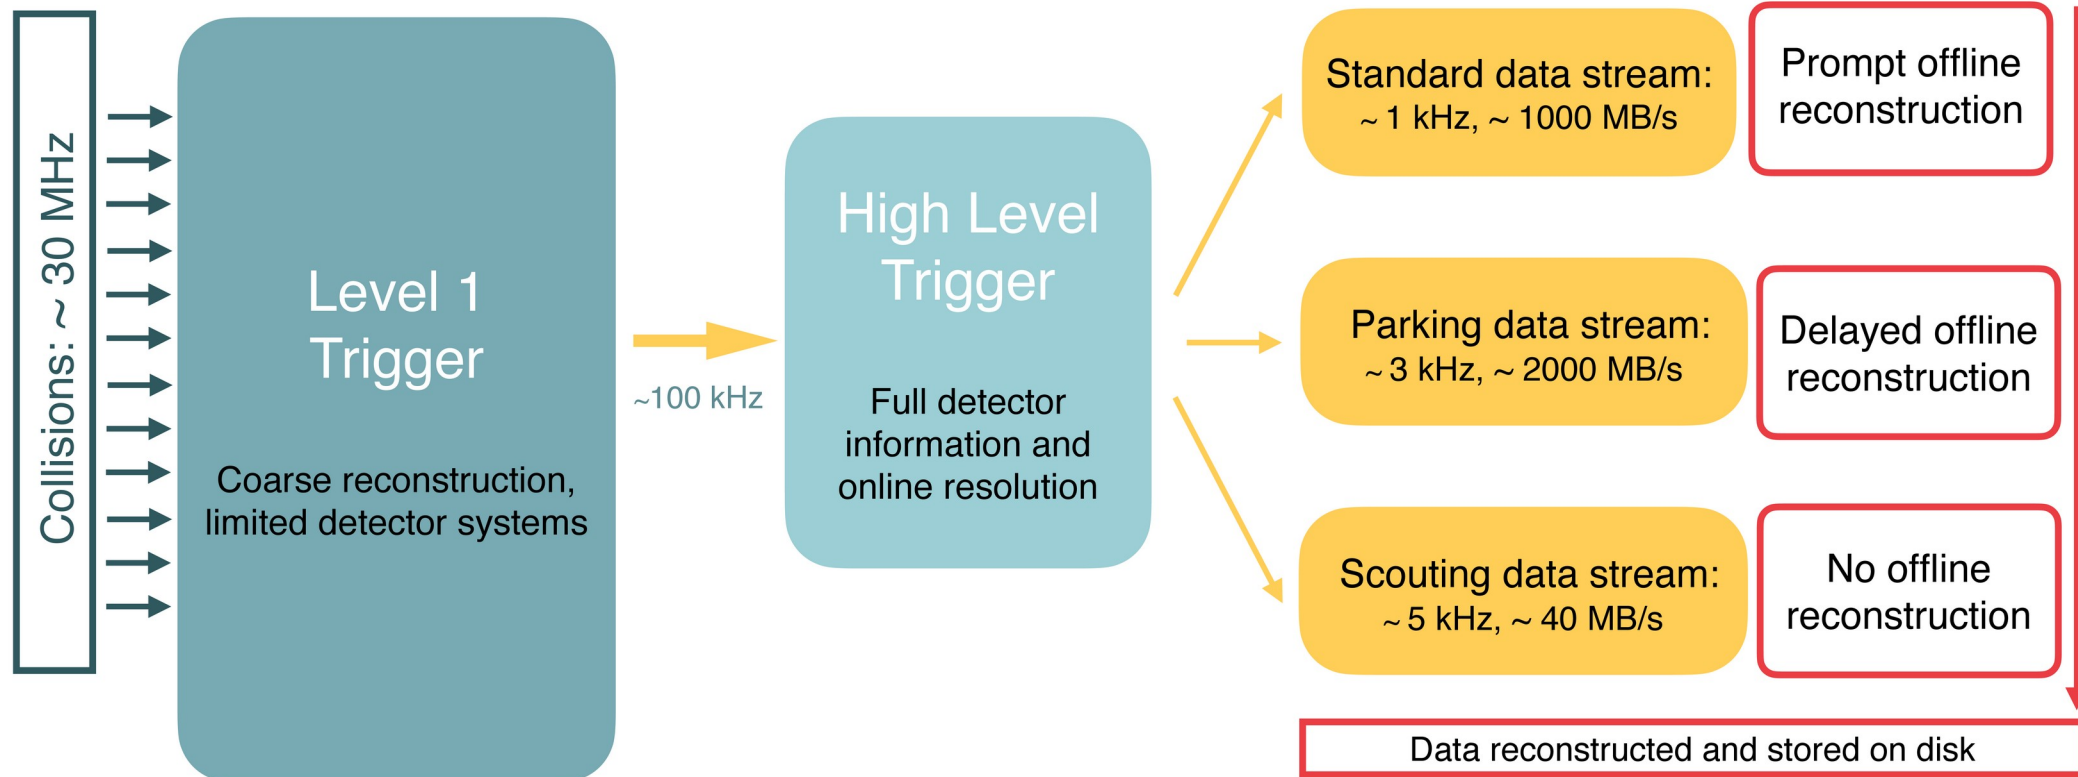 Collisions: ~ 30 MHz
Level 1
Trigger
Coarse reconstruction,
limited detector systems
~100 kHz
High Level
Trigger
Full detector
information and
online resolution
Standard data stream:
~ 1 kHz, ~ 1000 MB/s
Prompt offline
reconstruction
Parking data stream:
~ 3 kHz, ~ 2000 MB/s
Delayed offline
reconstruction
Scouting data stream:
~ 5 kHz, ~ 40 MB/s
No offline
reconstruction
Data reconstructed and stored on disk